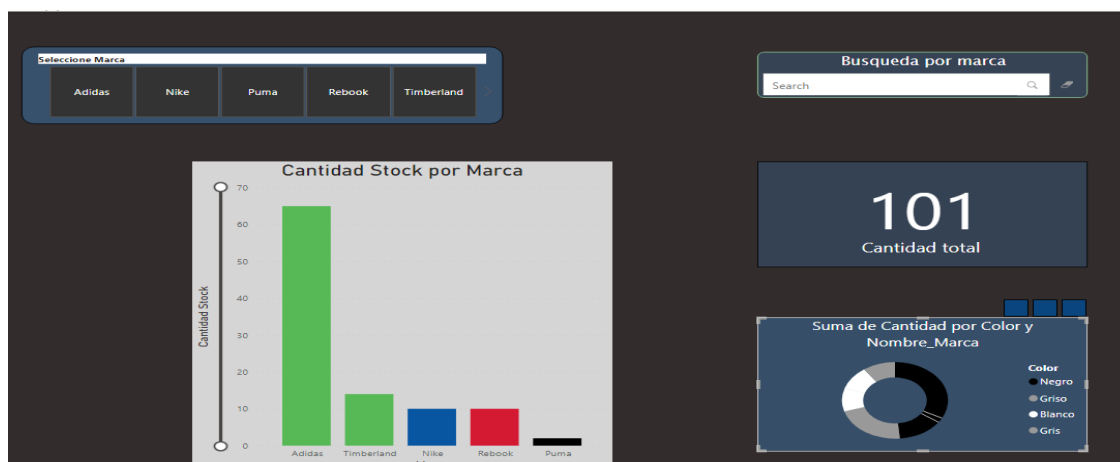 Seleccione Marca
Adidas
Nike
Puma
Rebook
Timberland
Busqueda por marca
Search
Cantidad Stock por Marca
70
60
50
40
30
20
10
0
Cantidad Stock
Adidas
Timberland
Nike
Rebook
Puma
101
Cantidad total
Suma de Cantidad por Color y
Nombre_Marca
Color
Negro
Griso
Blanco
Gris